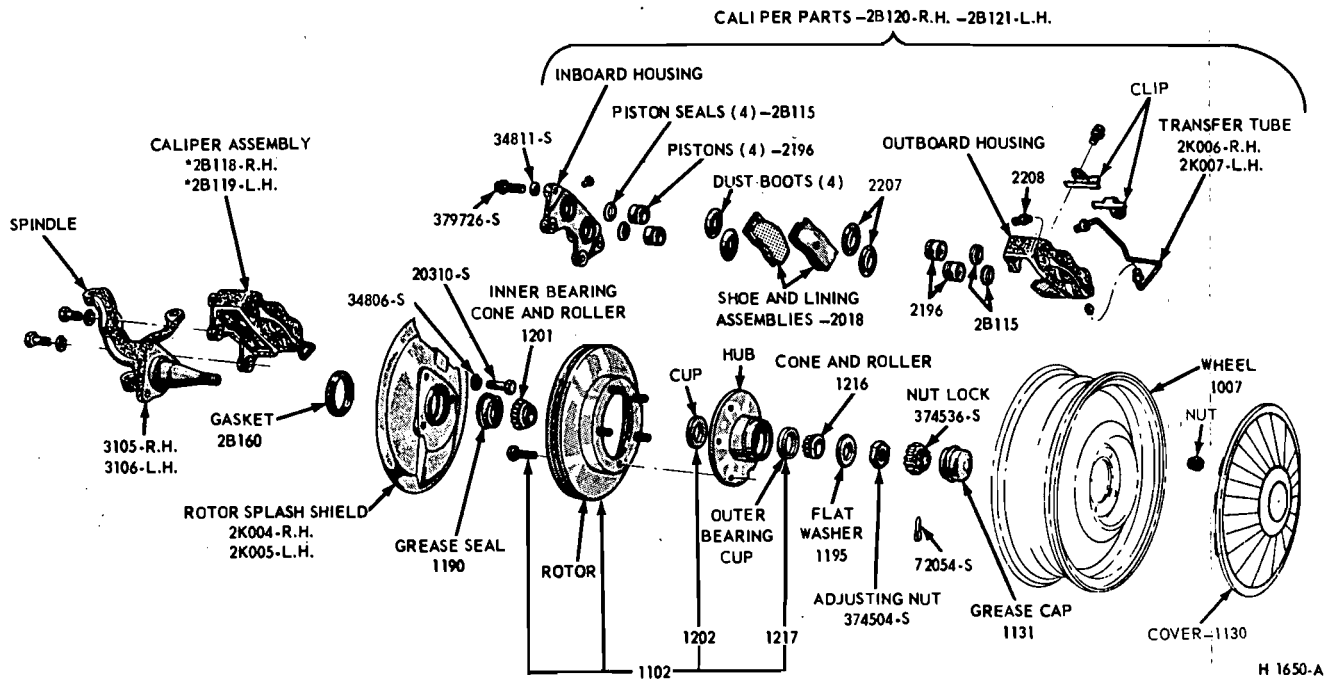 CALIPER PARTS -2B120-R.H. -2B121-L.H.
INBOARD HOUSING
PISTON SEALS (4) -2B115
34811-S
PISTONS (4) -2196
DUST BOOTS (4)
2207
379726-S
CLIP
TRANSFER TUBE
2K006-R.H.
2K007-L.H.
OUTBOARD HOUSING
2208
CALIPER ASSEMBLY
*2B118-R.H.
*2B119-L.H.
SPINDLE
20310-S
34806-S
INNER BEARING
CONE AND ROLLER
1201
SHOE AND LINING
ASSEMBLIES -2018
2196
2B115
HUB
CUP
CONE AND ROLLER
1216
NUT LOCK
374536-S
WHEEL
1007
NUT
GASKET
2B160
3105-R.H.
3106-L.H.
ROTOR SPLASH SHIELD
2K004-R.H.
2K005-L.H.
GREASE SEAL
1190
ROTOR
OUTER
BEARING
CUP
FLAT
WASHER
1195
72054-S
ADJUSTING NUT
374504-S
GREASE CAP
1131
COVER-1130
1202
1217
1102
H 1650-A